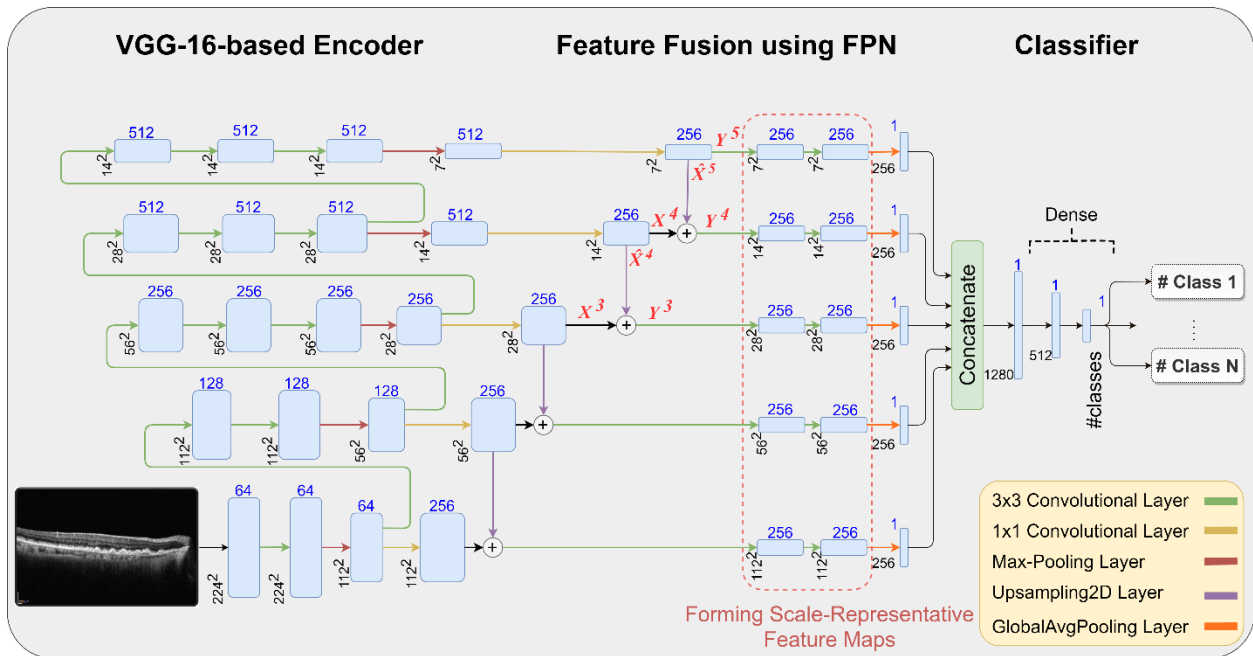 VGG-16-based Encoder Feature Fusion using FPN Classifier
512 512 512 512 256 Y⁵ 256 256 1
14² 14² 14² 7² 7² X̂⁵ 7² 7² 256
512 512 512 512 256 X⁴ Y⁴ 256 256 1
28² 28² 28² 14² 14² X̂⁴ 14² 14² 256
Dense
256 256 256 256 256 X³ Y³ 256 256 1
56² 56² 56² 28² 28² 28² 28² 256
Concatenate
1 1 1
1280 512 #classes
# Class 1
# Class N
128 128 128 256 256 256 1
112² 112² 56² 56² 56² 56² 256
64 64 64 256 256 256 1
224² 224² 112² 112² 112² 112² 256
Forming Scale-Representative
Feature Maps
3x3 Convolutional Layer
1x1 Convolutional Layer
Max-Pooling Layer
Upsampling2D Layer
GlobalAvgPooling Layer